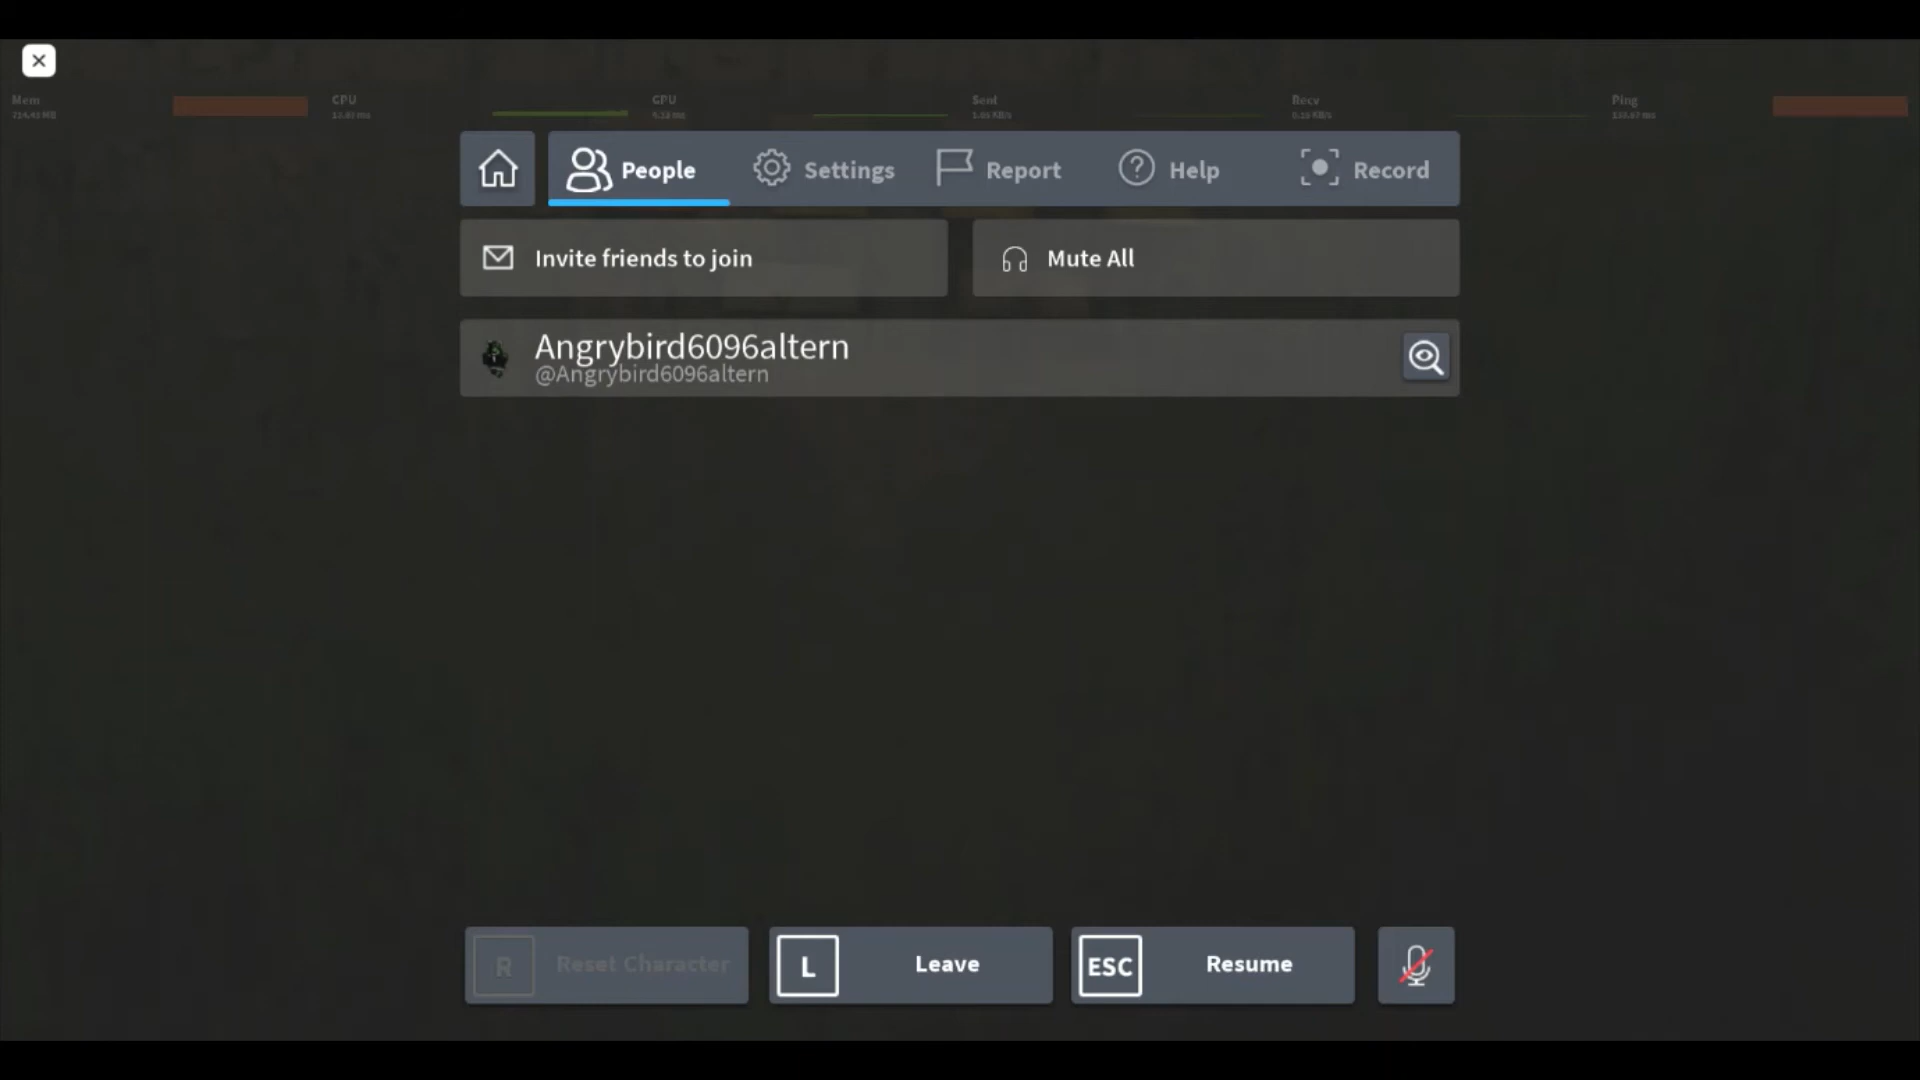 Mem
CPU
CPU
Sent
Recv
Ping
People
Settings
Report
Help
Record
Invite friends to join
Mute All
Angrybird6096altern
@Angrybird6096altern
R
Reset Character
L
Leave
ESC
Resume